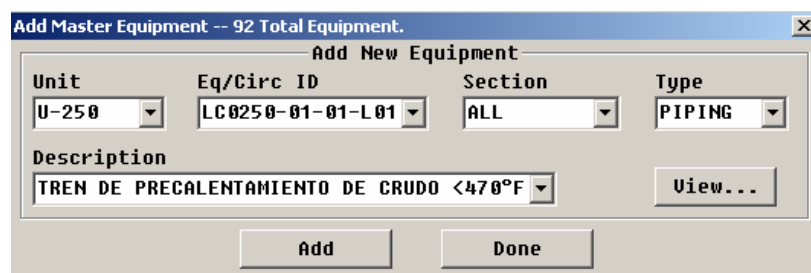 Add Master Equipment -- 92 Total Equipment.
Add New Equipment
Unit Eq/Circ ID Section Type
U-250 LC0250-01-01-L01 ALL PIPING
Description
TREN DE PRECALENTAMIENTO DE CRUDO <470°F View...
Add Done